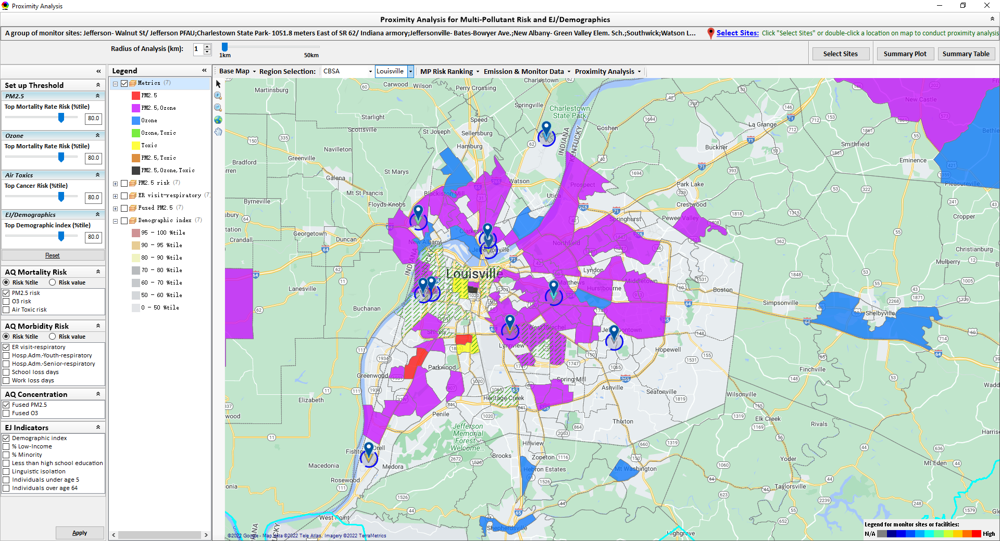 Proximity Analysis
Proximity Analysis for Multi-Pollutant Risk and EJ/Demographics
A group of monitor sites: Jefferson- Walnut St/ Jefferson PFAU;Charlestown State Park- 1051.8 meters East of SR 62/ Indiana armory;Jeffersonville- Bates-Bowyer Ave.;New Albany- Green Valley Elem. Sch.;Southwick;Watson L...
Select Sites: Click "Select Sites" or double-click a location on map to conduct proximity analysis
Radius of Analysis (km): 1
1km 50km
Select Sites Summary Plot Summary Table
Set up Threshold
PM2.5
Top Mortality Rate Risk (%tile)
80.0
Ozone
Top Mortality Rate Risk (%tile)
80.0
Air Toxics
Top Cancer Risk (%tile)
80.0
EJ/Demographics
Top Demographic index (%tile)
80.0
Reset
AQ Mortality Risk
Risk %tile Risk value
PM2.5 risk
O3 risk
Air Toxic risk
AQ Morbidity Risk
Risk %tile Risk value
ER visit-respiratory
Hosp.Adm.-Youth-respiratory
Hosp.Adm.-Senior-respiratory
School loss days
Work loss days
AQ Concentration
Fused PM2.5
Fused O3
EJ Indicators
Demographic index
% Low-Income
% Minority
Less than high school education
Linguistic isolation
Individuals under age 5
Individuals over age 64
Apply
Legend
Metrics (7)
PM2.5
PM2.5,Ozone
Ozone
Ozone,Toxic
Toxic
PM2.5,Toxic
PM2.5,Ozone,Toxic
PM2.5 risk (7)
ER visit-respiratory (7
Fused PM2.5 (7)
Demographic index (7)
95 - 100 %tile
90 - 95 %tile
80 - 90 %tile
70 - 80 %tile
60 - 70 %tile
50 - 60 %tile
0 - 50 %tile
Base Map Region Selection: CBSA Louisville MP Risk Ranking Emission & Monitor Data Proximity Analysis
Charlestown
Carwood Wilson
Perry Crossing
Martinsburg
New Castle
Springville
Charlestown
State Park
Starlight
Speed
Goshen
La Grange
Scottsville
St Joseph
Sellersburg
INDIANA
KENTUCKY
Smithfield
Hamburg
Buckner
Navilleton
Greenville
Eminence
Bradford
St Marys
Galena
Watson
Prospect
Park Lake
Pleasureville
Mt St Francis
Blackiston Mill
Utica
Byrneville
Floyds Knobs
Crestwood
Pewee Valley
Cropper
Springhurst
Georgetown
Crandall
Duncan
New Albany
Northfield
Christianburg
Mulberry
Louisville
Lyndon
Middletown
Lanesville
Hurstbourne
Boston
Simpsonville
Buchanan
Shelbyville
Shively
West Buechel
Jeffersontown
Lynnview
Hopewell
Greenwood
Parkwood
Finchville
Spring Mill
Ashville
Seatonville
Wilsonville
Elizabeth
Heritage Creek
Penile
Thixton
Elk Creek
Rivals
Jefferson
Memorial
Forest
Welcome...
Hillview
Brooks
Zoneton
Yoder
Mt Eden
Macedonia
Medora
Hebron Estates
Mt Washington
Rosewood
Taylorsville
West Point
Shepherdsville
Highgrove
©2022 Google - Map data ©2022 Tele Atlas, Imagery ©2022 TerraMetrics
Legend for monitor sites or facilities:
N/A High